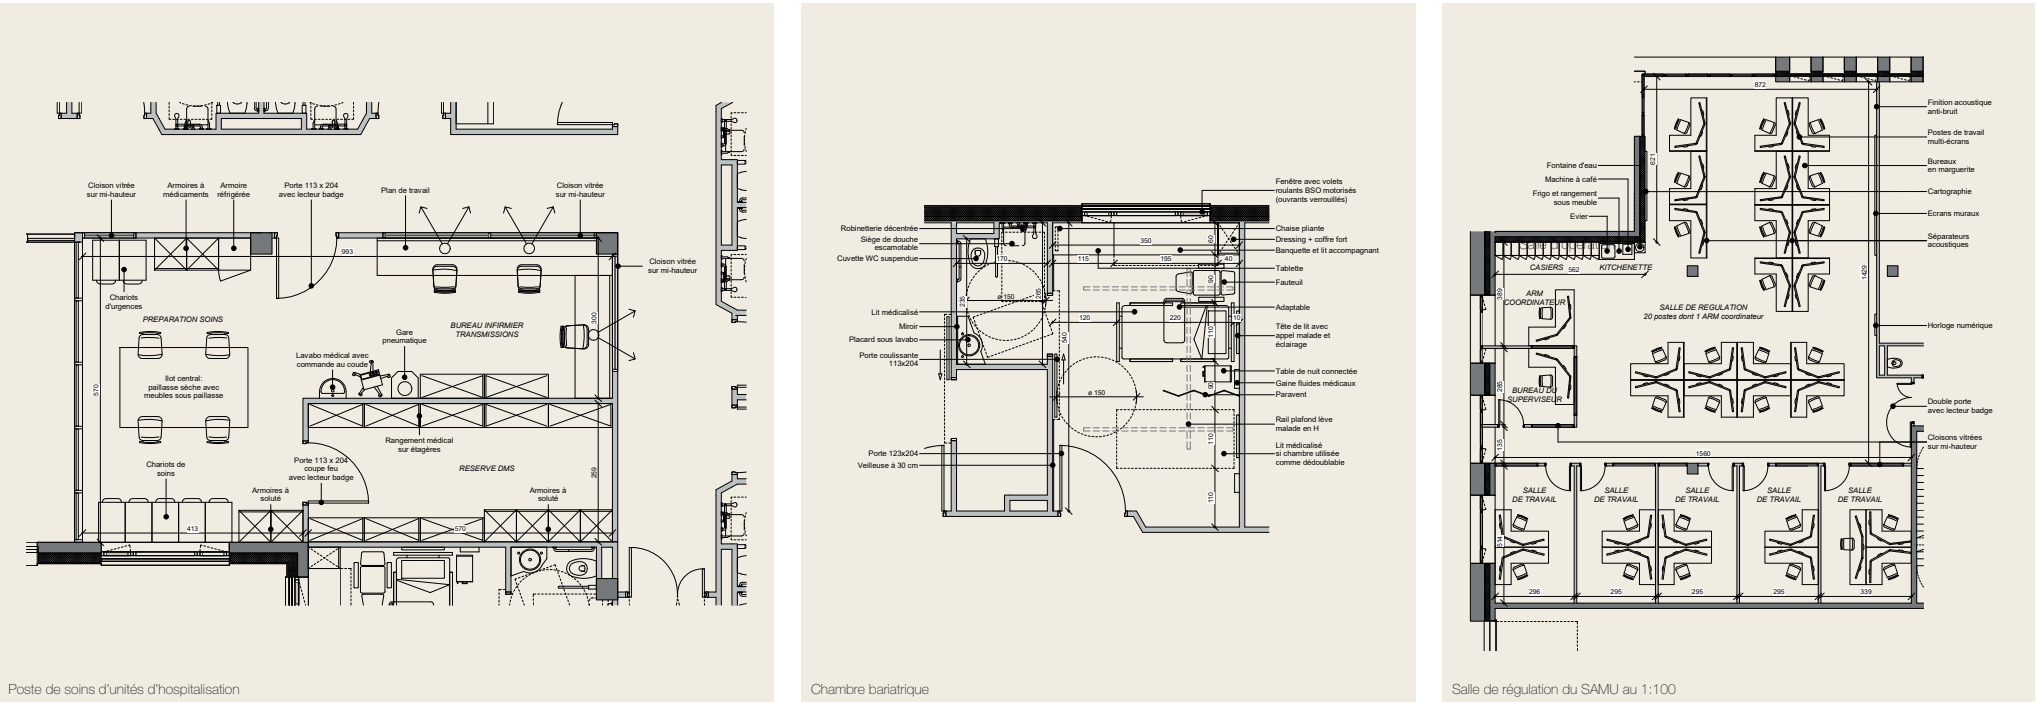 Cloison vitrée
sur mi-hauteur
Armoires à
médicaments
Armoire
réfrigérée
Porte 113 x 204
avec lecteur badge
Plan de travail
Cloison vitrée
sur mi-hauteur
993
Cloison vitrée
sur mi-hauteur
Chariots
d'urgences
PREPARATION SOINS
BUREAU INFIRMIER
TRANSMISSIONS
300
Gare
pneumatique
Lavabo médical avec
commande au coude
570
Ilot central:
paillasse sèche avec
meubles sous paillasse
Rangement médical
sur étagères
Chariots de
soins
Porte 113 x 204
coupe feu
avec lecteur badge
RESERVE DMS
259
Armoires à
soluté
Armoires à
soluté
413
570
Poste de soins d'unités d'hospitalisation
Fenêtre avec volets
roulants BSO motorisés
(ouvrants verrouillés)
Robinetterie décentrée
Siège de douche
escamotable
Cuvette WC suspendue
Chaise pliante
Dressing + coffre fort
Banquette et lit accompagnant
Tablette
Fauteuil
350
60
170
115
195
40
90
235
ø 150
285
Lit médicalisé
Miroir
Placard sous lavabo
Porte coulissante
113x204
Adaptable
Tête de lit avec
appel malade et
éclairage
120
220
10
110
540
Table de nuit connectée
Gaine fluides médicaux
Paravent
90
ø 150
Rail plafond lève
malade en H
110
Porte 123x204
Veilleuse à 30 cm
Lit médicalisé
si chambre utilisée
comme dédoublable
110
Chambre bariatrique
872
Finition acoustique
anti-bruit
Postes de travail
multi-écrans
Bureaux
en marguerite
Cartographie
Ecrans muraux
Séparateurs
acoustiques
621
Fontaine d'eau
Machine à café
Frigo et rangement
sous meuble
Evier
CASIERS
KITCHENETTE
562
1429
389
ARM
COORDINATEUR
SALLE DE REGULATION
20 postes dont 1 ARM coordinateur
Horloge numérique
285
BUREAU DU
SUPERVISEUR
Double porte
avec lecteur badge
Cloisons vitrées
sur mi-hauteur
135
1560
SALLE
DE TRAVAIL
SALLE
DE TRAVAIL
SALLE
DE TRAVAIL
SALLE
DE TRAVAIL
SALLE
DE TRAVAIL
514
296
295
295
295
339
Salle de régulation du SAMU au 1:100